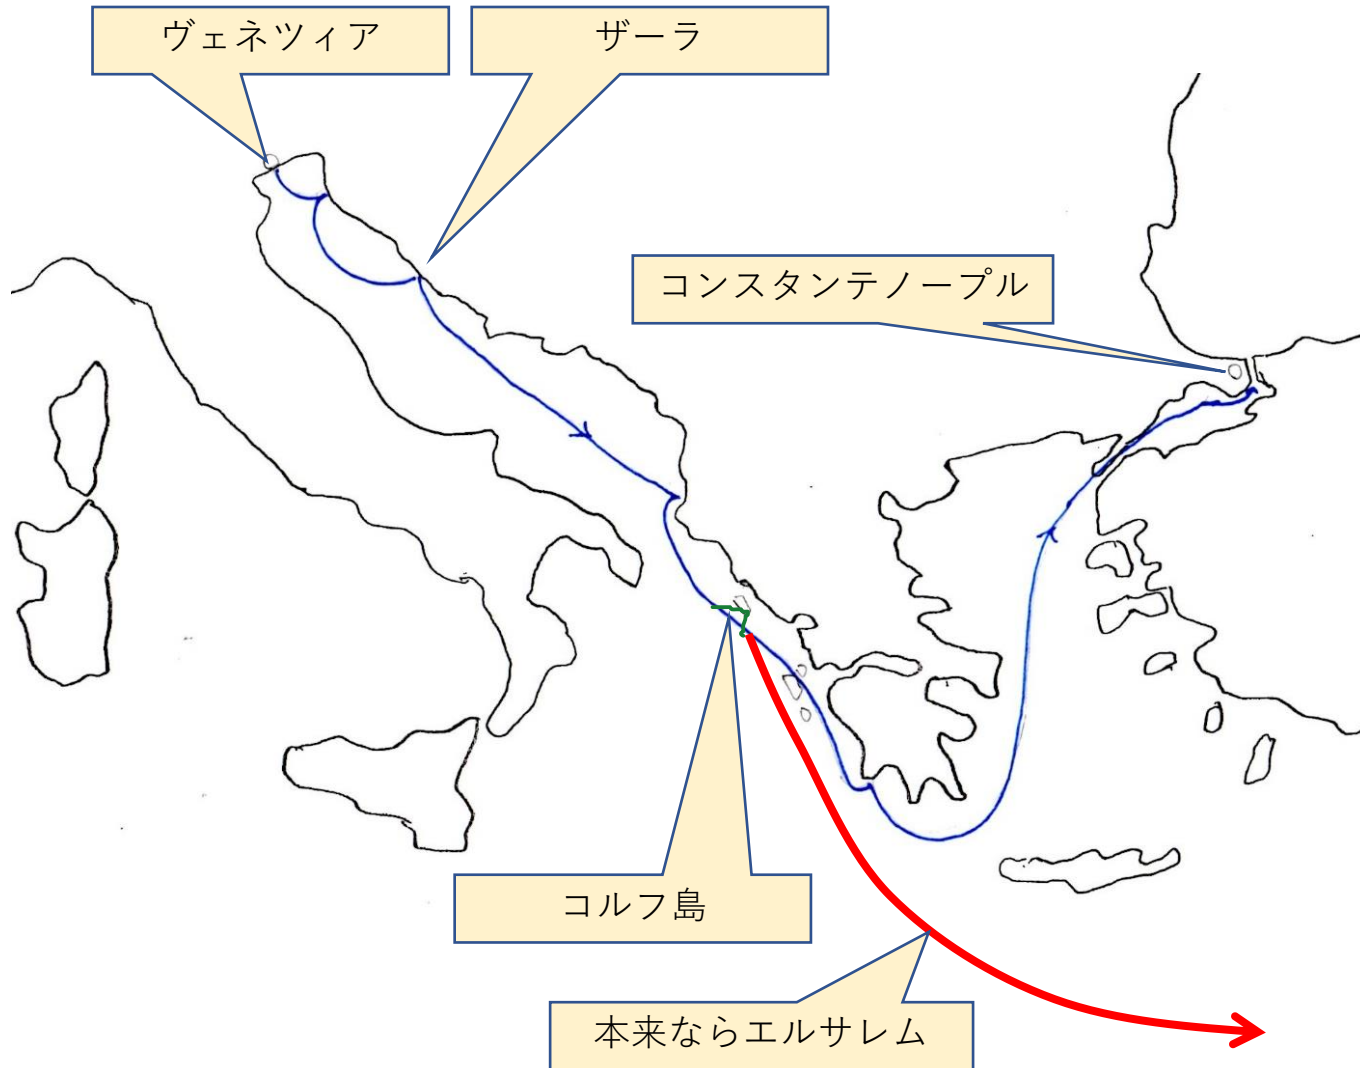 ヴェネツィア
ザーラ
コンスタンテノープル
コルフ島
本来ならエルサレム